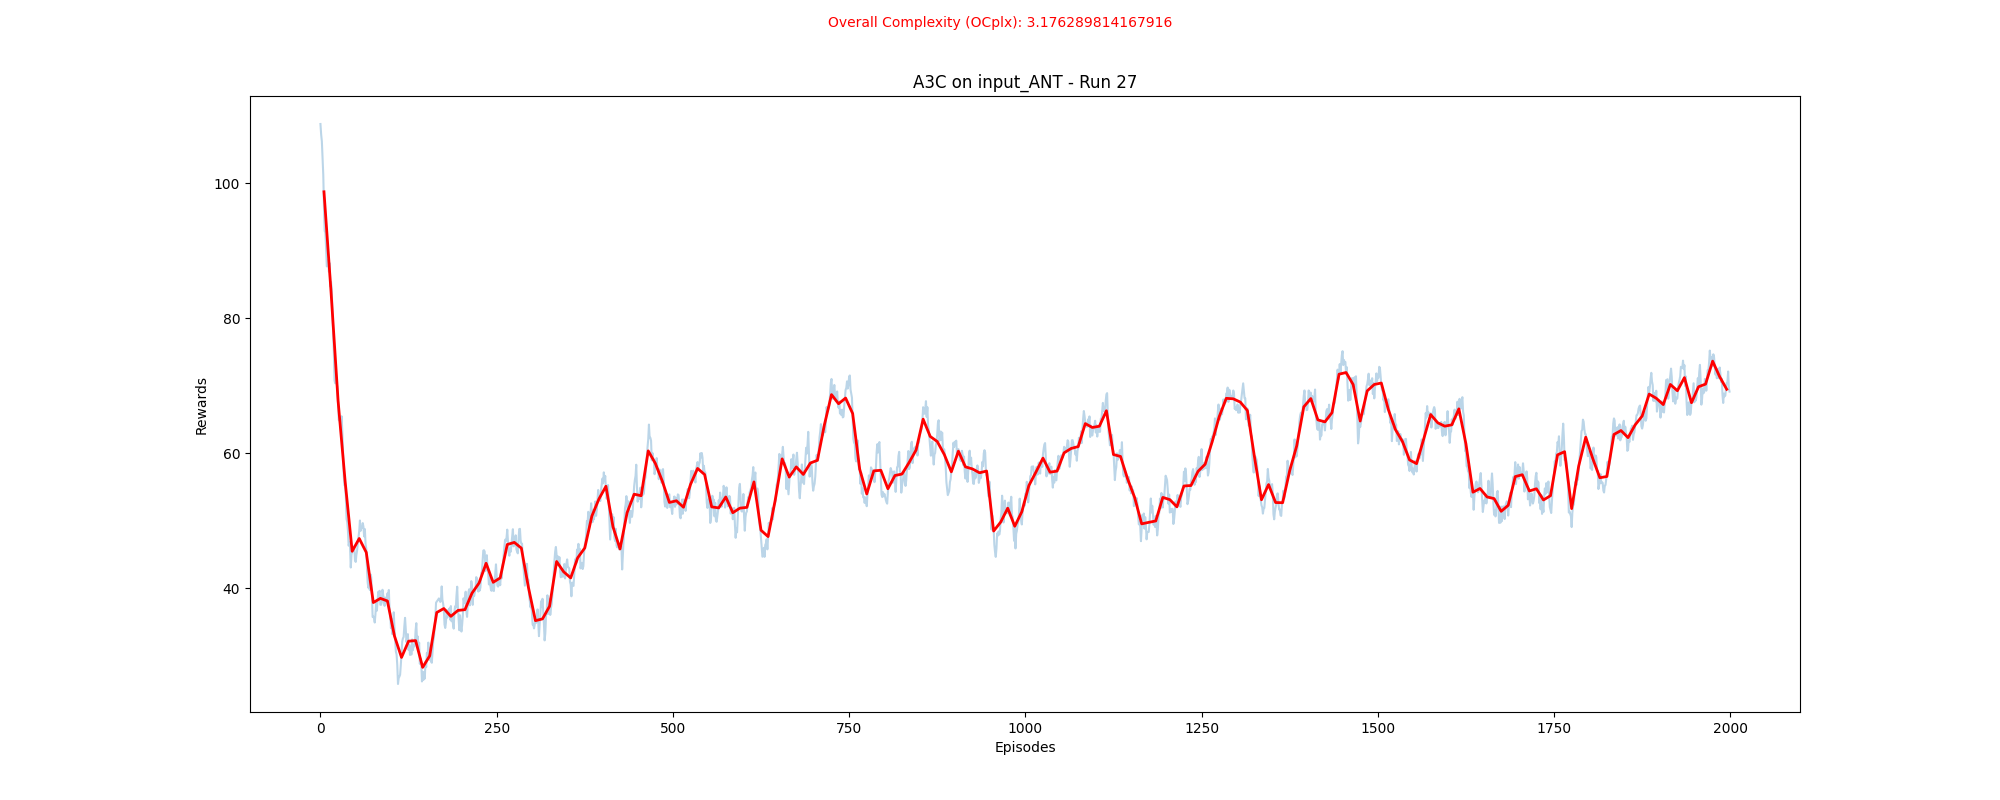 Overall Complexity (OCplx): 3.176289814167916
A3C on input_ANT - Run 27
Rewards
100
80
60
40
0 250 500 750 1000 1250 1500 1750 2000
Episodes